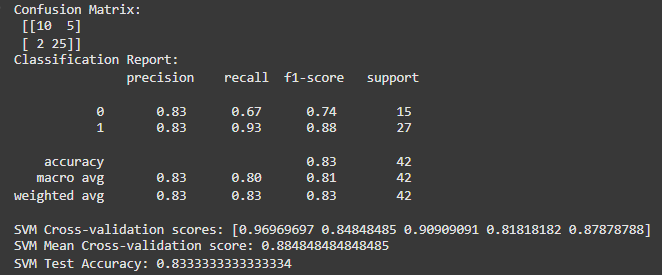 Confusion Matrix:
[[10  5]
[ 2 25]]
Classification Report:
precision    recall  f1-score   support
0       0.83      0.67      0.74        15
1       0.83      0.93      0.88        27
accuracy                           0.83        42
macro avg       0.83      0.80      0.81        42
weighted avg       0.83      0.83      0.83        42
SVM Cross-validation scores: [0.96969697 0.84848485 0.90909091 0.81818182 0.87878788]
SVM Mean Cross-validation score: 0.884848484848485
SVM Test Accuracy: 0.8333333333333334